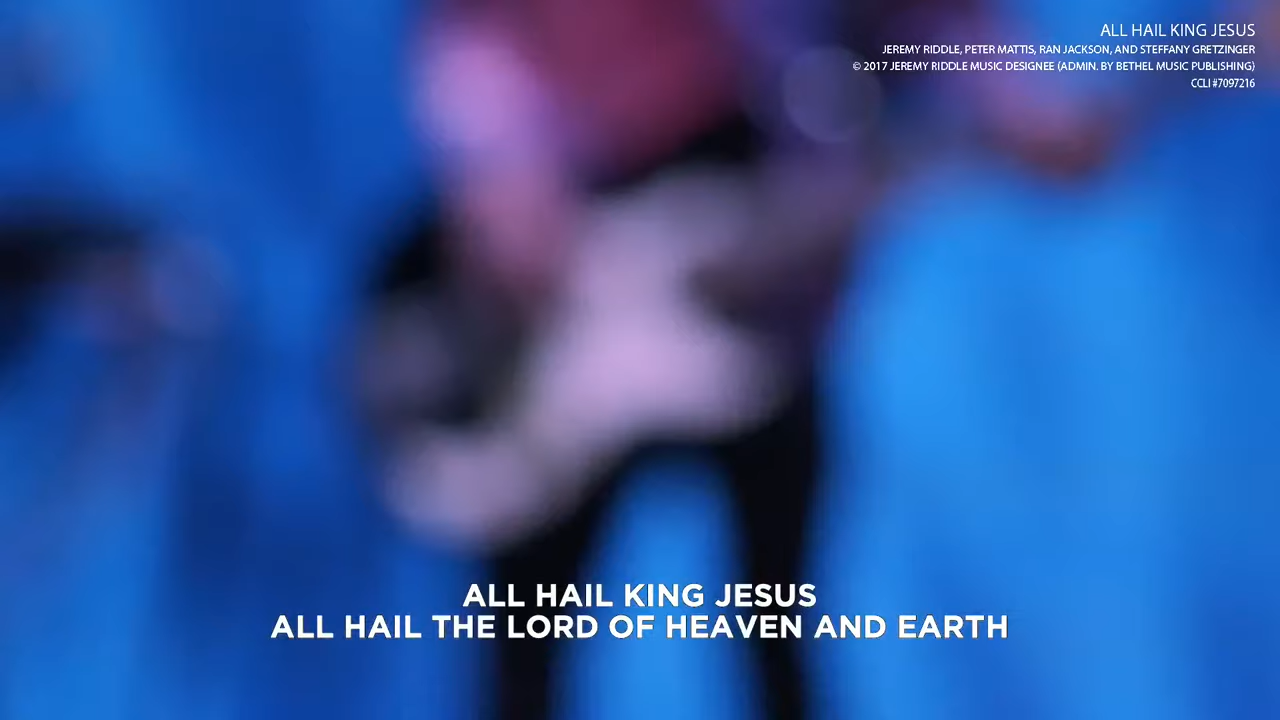 ALL HAIL KING JESUS
JEREMY RIDDLE, PETER MATTIS, RAN JACKSON, AND STEFFANY GRETZINGER
© 2017 JEREMY RIDDLE MUSIC DESIGNEE (ADMIN. BY BETHEL MUSIC PUBLISHING)
CCLI #7097216
ALL HAIL KING JESUS
ALL HAIL THE LORD OF HEAVEN AND EARTH